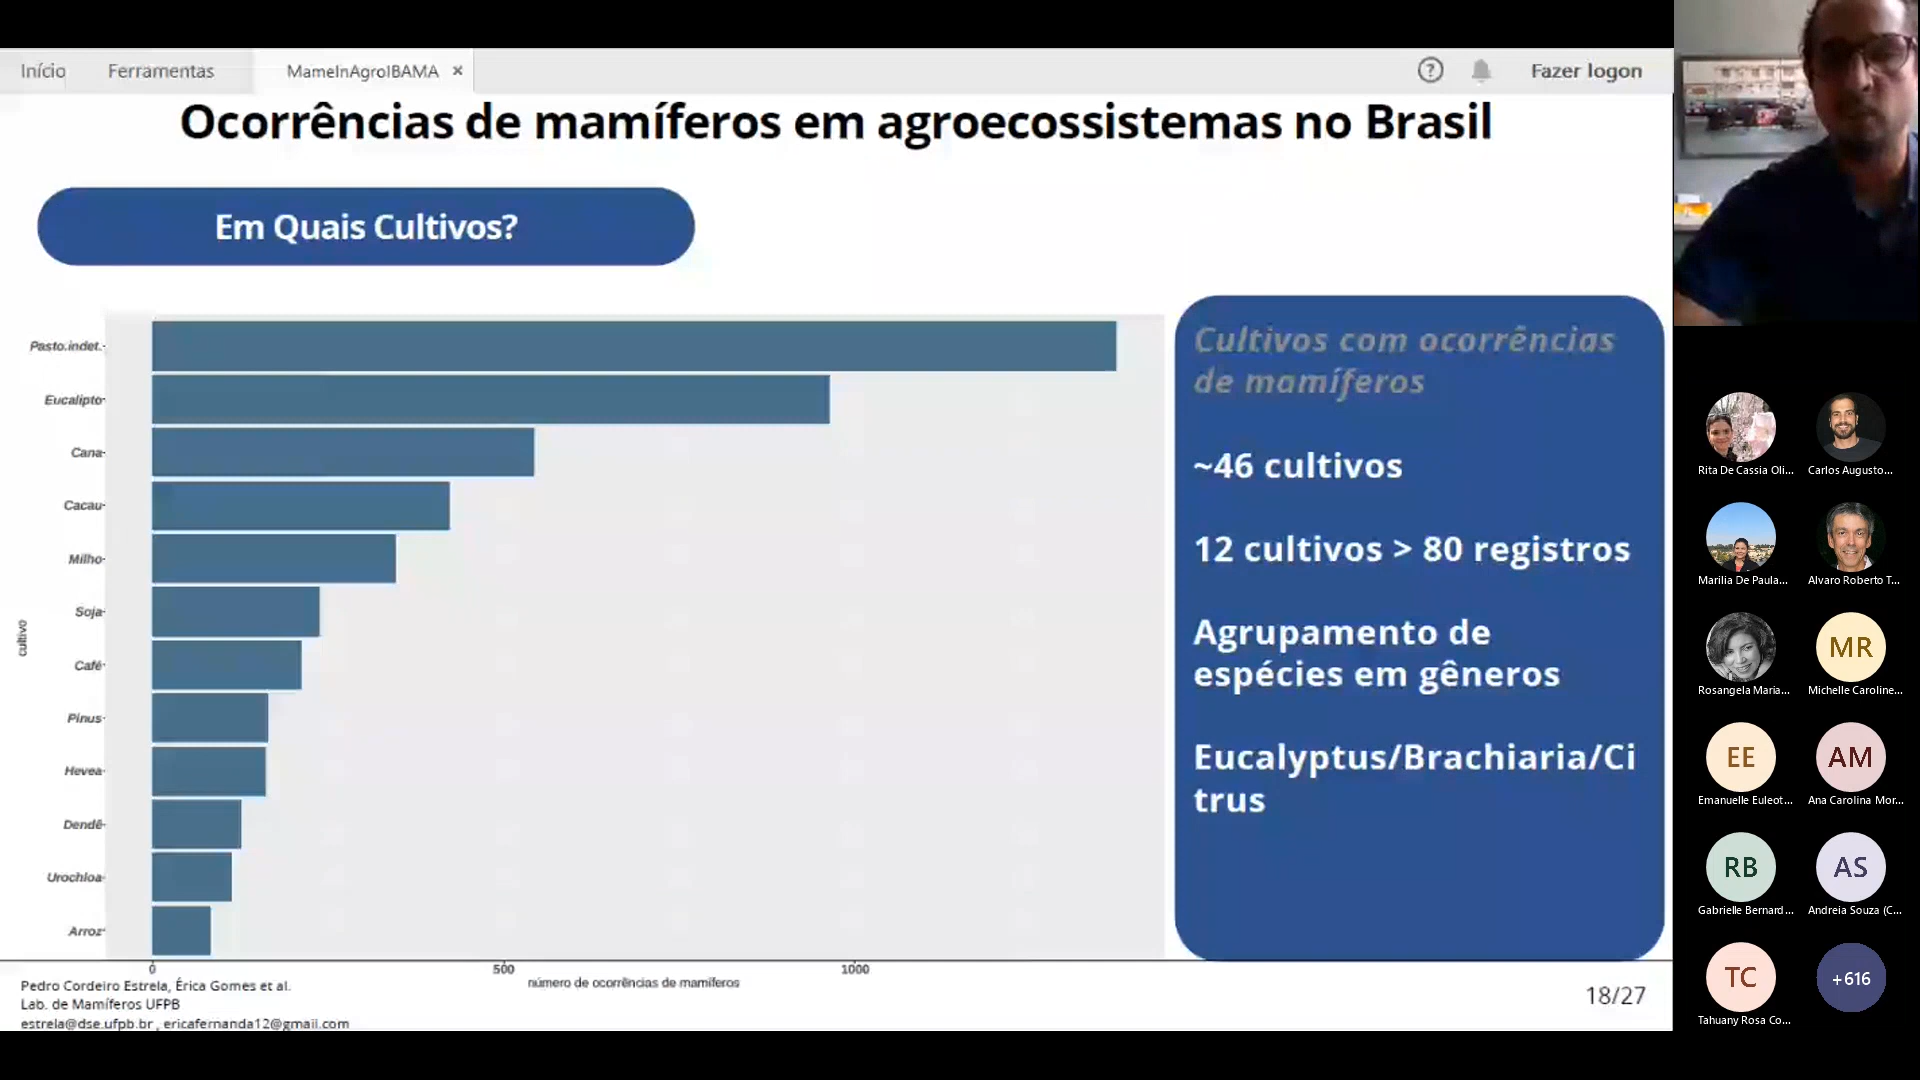 Início
Ferramentas
MameInAgroIBAMA ×
? Fazer logon
Ocorrências de mamíferos em agroecossistemas no Brasil
Em Quais Cultivos?
cultivo
Pasto.indet.
Eucalipto
Cana
Cacau
Milho
Soja
Café
Pinus
Hevea
Dendê
Urochloa
Arroz
0 500 1000
número de ocorrências de mamíferos
Cultivos com ocorrências
de mamíferos
~46 cultivos
12 cultivos > 80 registros
Agrupamento de
espécies em gêneros
Eucalyptus/Brachiaria/Ci
trus
Pedro Cordeiro Estrela, Érica Gomes et al.
Lab. de Mamíferos UFPB
estrela@dse.ufpb.br , ericafernanda12@gmail.com
18/27
Rita De Cassia Oli...
Carlos Augusto...
Marilia De Paula...
Alvaro Roberto T...
Rosangela Maria...
MR
Michelle Caroline...
EE
Emanuelle Euleot...
AM
Ana Carolina Mor...
RB
Gabrielle Bernard...
AS
Andreia Souza (C...
TC
Tahuany Rosa Co...
+616